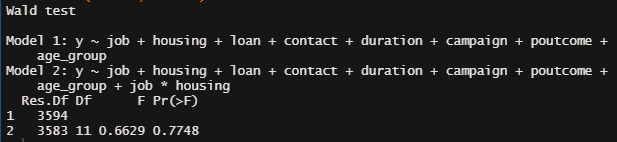 Wald test
Model 1: y ~ job + housing + loan + contact + duration + campaign + poutcome +
age_group
Model 2: y ~ job + housing + loan + contact + duration + campaign + poutcome +
age_group + job * housing
Res.Df Df F Pr(>F)
1 3594
2 3583 11 0.6629 0.7748